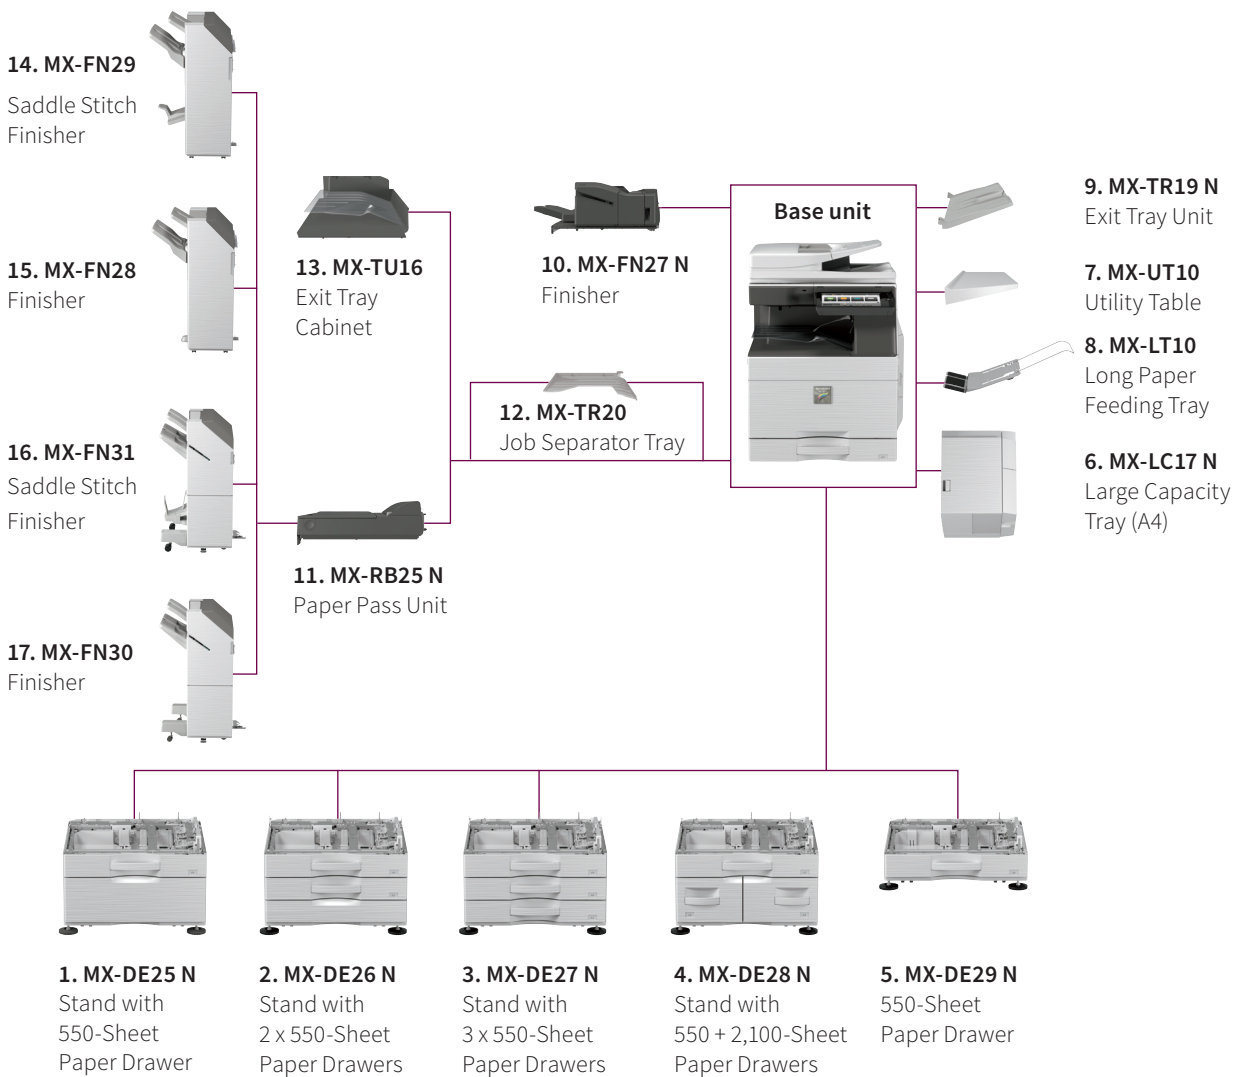 14. MX-FN29
Saddle Stitch
Finisher
15. MX-FN28
Finisher
16. MX-FN31
Saddle Stitch
Finisher
17. MX-FN30
Finisher
13. MX-TU16
Exit Tray
Cabinet
11. MX-RB25 N
Paper Pass Unit
10. MX-FN27 N
Finisher
12. MX-TR20
Job Separator Tray
Base unit
9. MX-TR19 N
Exit Tray Unit
7. MX-UT10
Utility Table
8. MX-LT10
Long Paper
Feeding Tray
6. MX-LC17 N
Large Capacity
Tray (A4)
1. MX-DE25 N
Stand with
550-Sheet
Paper Drawer
2. MX-DE26 N
Stand with
2 x 550-Sheet
Paper Drawers
3. MX-DE27 N
Stand with
3 x 550-Sheet
Paper Drawers
4. MX-DE28 N
Stand with
550 + 2,100-Sheet
Paper Drawers
5. MX-DE29 N
550-Sheet
Paper Drawer